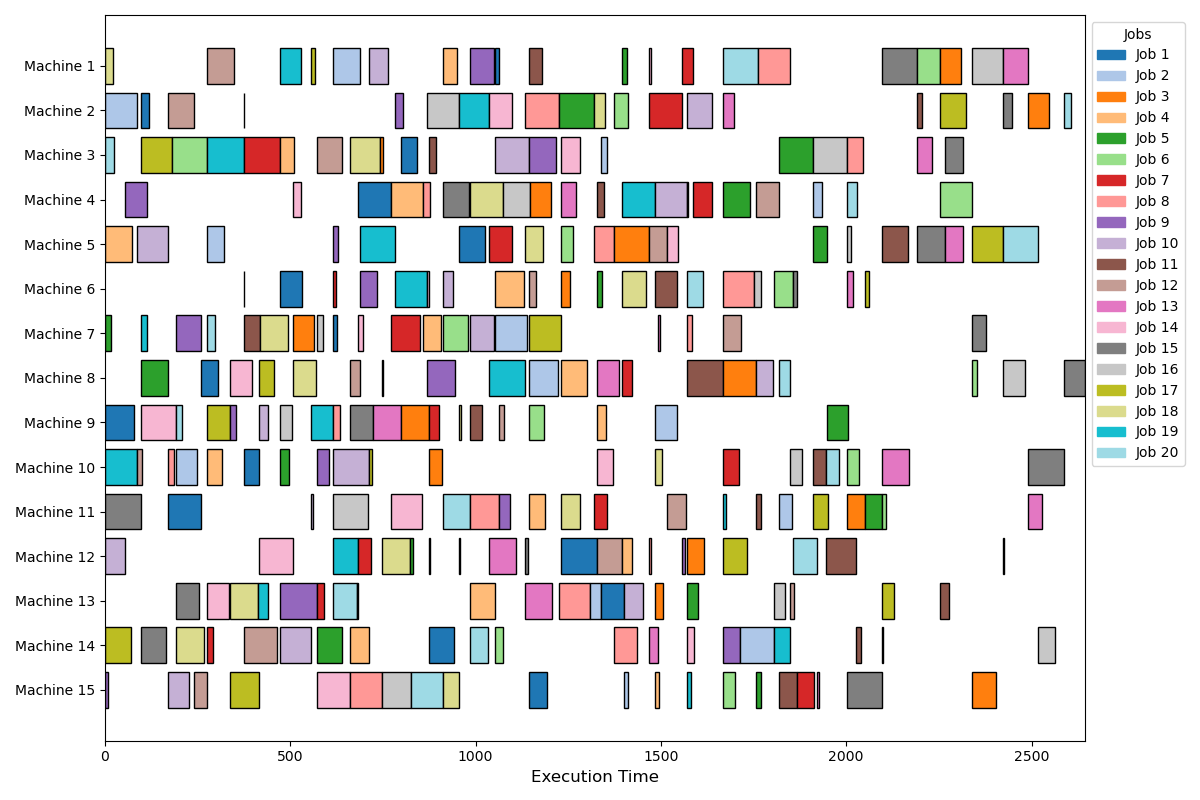 Machine 1
Machine 2
Machine 3
Machine 4
Machine 5
Machine 6
Machine 7
Machine 8
Machine 9
Machine 10
Machine 11
Machine 12
Machine 13
Machine 14
Machine 15
0 500 1000 1500 2000 2500
Execution Time
Jobs
Job 1
Job 2
Job 3
Job 4
Job 5
Job 6
Job 7
Job 8
Job 9
Job 10
Job 11
Job 12
Job 13
Job 14
Job 15
Job 16
Job 17
Job 18
Job 19
Job 20